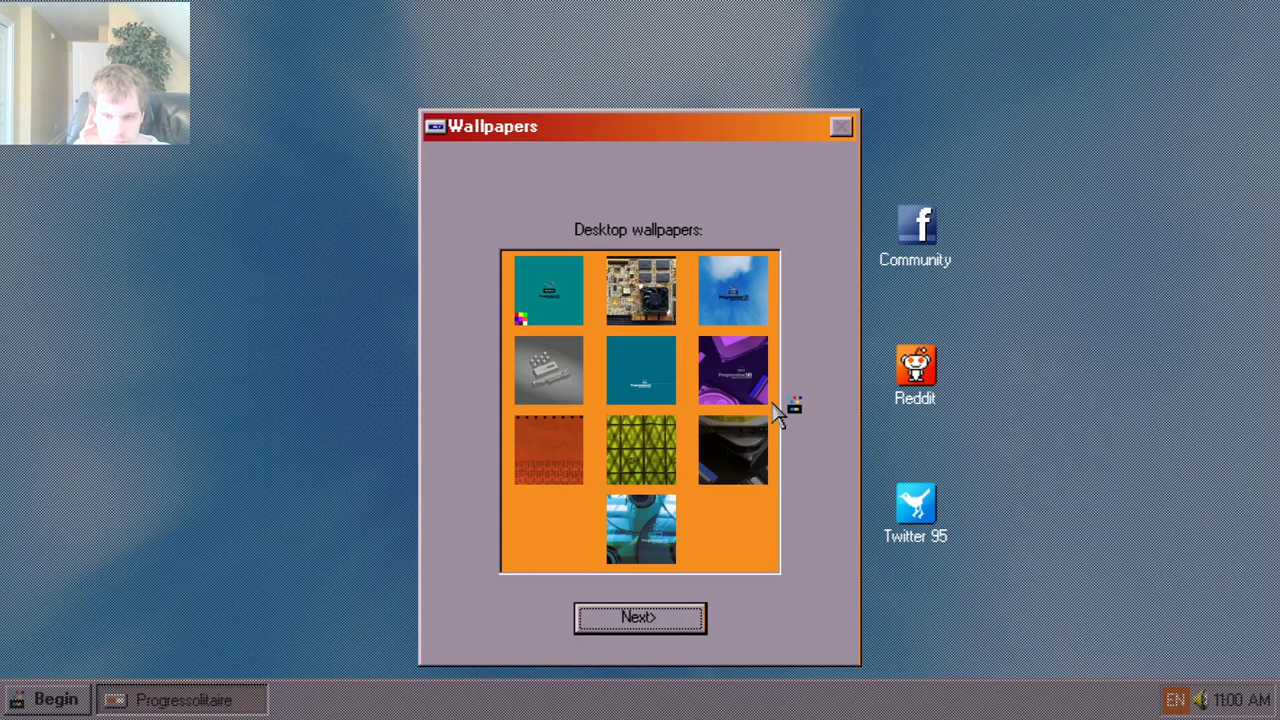 Wallpapers
Desktop wallpapers:
Community
Reddit
Twitter 95
Next>
Begin
Progressolitaire
EN
11:00 AM